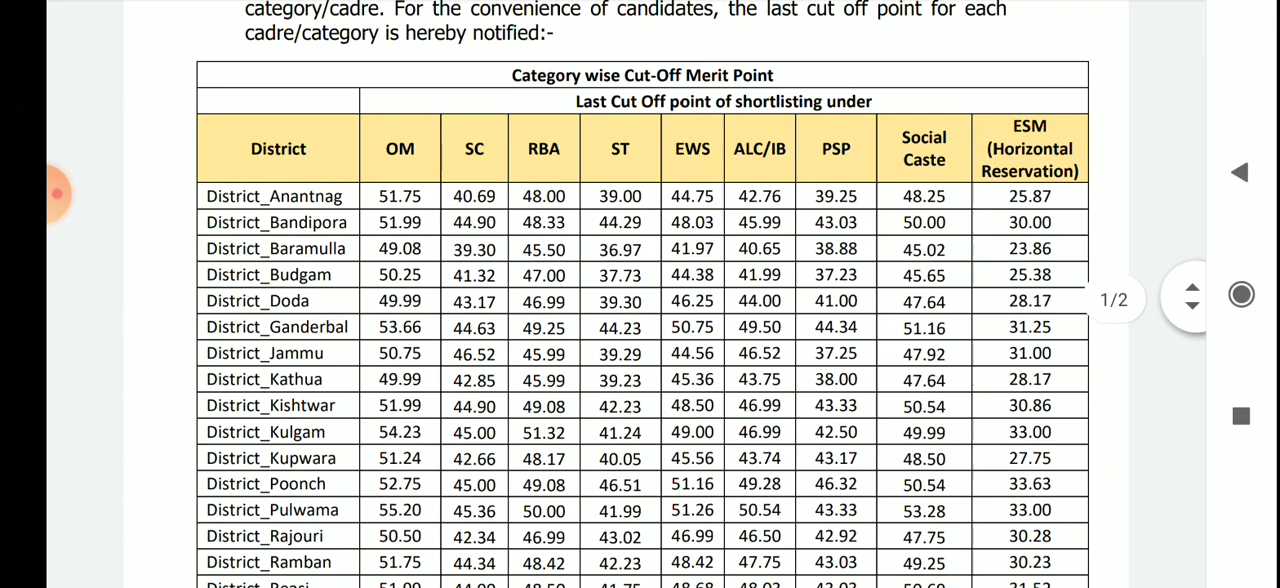 category/cadre. For the convenience of candidates, the last cut off point for each
cadre/category is hereby notified:-
Category wise Cut-Off Merit Point
Last Cut Off point of shortlisting under
District OM SC RBA ST EWS ALC/IB PSP Social Caste ESM (Horizontal Reservation)
District_Anantnag 51.75 40.69 48.00 39.00 44.75 42.76 39.25 48.25 25.87
District_Bandipora 51.99 44.90 48.33 44.29 48.03 45.99 43.03 50.00 30.00
District_Baramulla 49.08 39.30 45.50 36.97 41.97 40.65 38.88 45.02 23.86
District_Budgam 50.25 41.32 47.00 37.73 44.38 41.99 37.23 45.65 25.38
District_Doda 49.99 43.17 46.99 39.30 46.25 44.00 41.00 47.64 28.17
District_Ganderbal 53.66 44.63 49.25 44.23 50.75 49.50 44.34 51.16 31.25
District_Jammu 50.75 46.52 45.99 39.29 44.56 46.52 37.25 47.92 31.00
District_Kathua 49.99 42.85 45.99 39.23 45.36 43.75 38.00 47.64 28.17
District_Kishtwar 51.99 44.90 49.08 42.23 48.50 46.99 43.33 50.54 30.86
District_Kulgam 54.23 45.00 51.32 41.24 49.00 46.99 42.50 49.99 33.00
District_Kupwara 51.24 42.66 48.17 40.05 45.56 43.74 43.17 48.50 27.75
District_Poonch 52.75 45.00 49.08 46.51 51.16 49.28 46.32 50.54 33.63
District_Pulwama 55.20 45.36 50.00 41.99 51.26 50.54 43.33 53.28 33.00
District_Rajouri 50.50 42.34 46.99 43.02 46.99 46.50 42.92 47.75 30.28
District_Ramban 51.75 44.34 48.42 42.23 48.42 47.75 43.03 49.25 30.23
District_Reasi
1/2